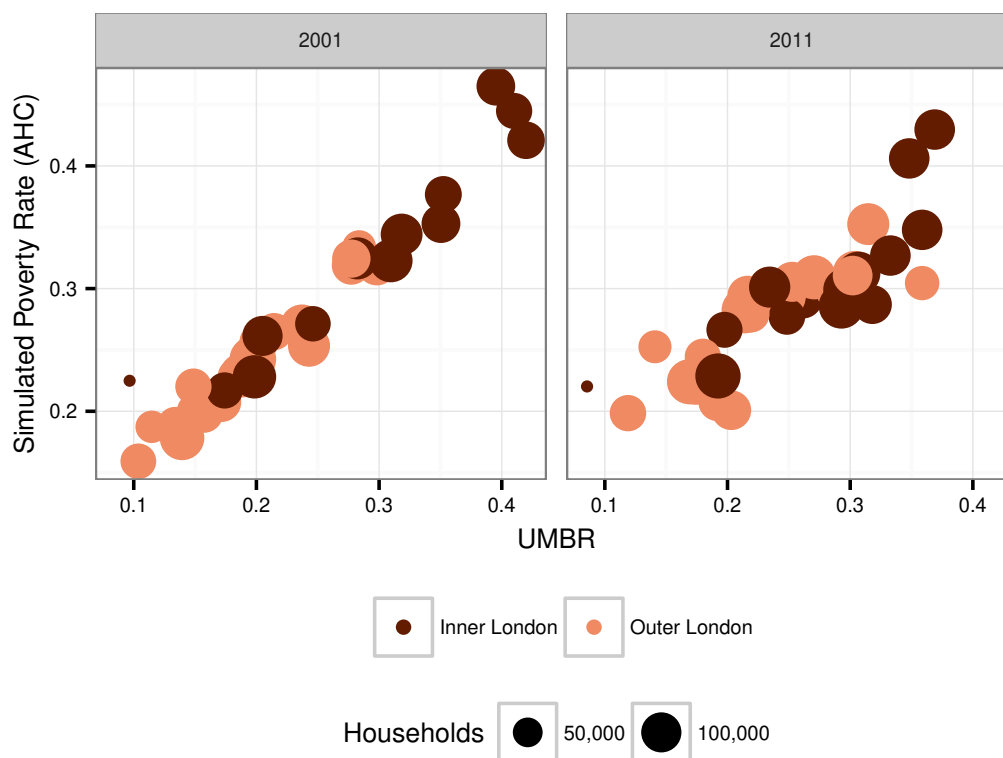 2001
2011
Simulated Poverty Rate (AHC)
0.4
0.3
0.2
0.1 0.2 0.3 0.4
0.1 0.2 0.3 0.4
UMBR
Inner London
Outer London
Households
50,000
100,000